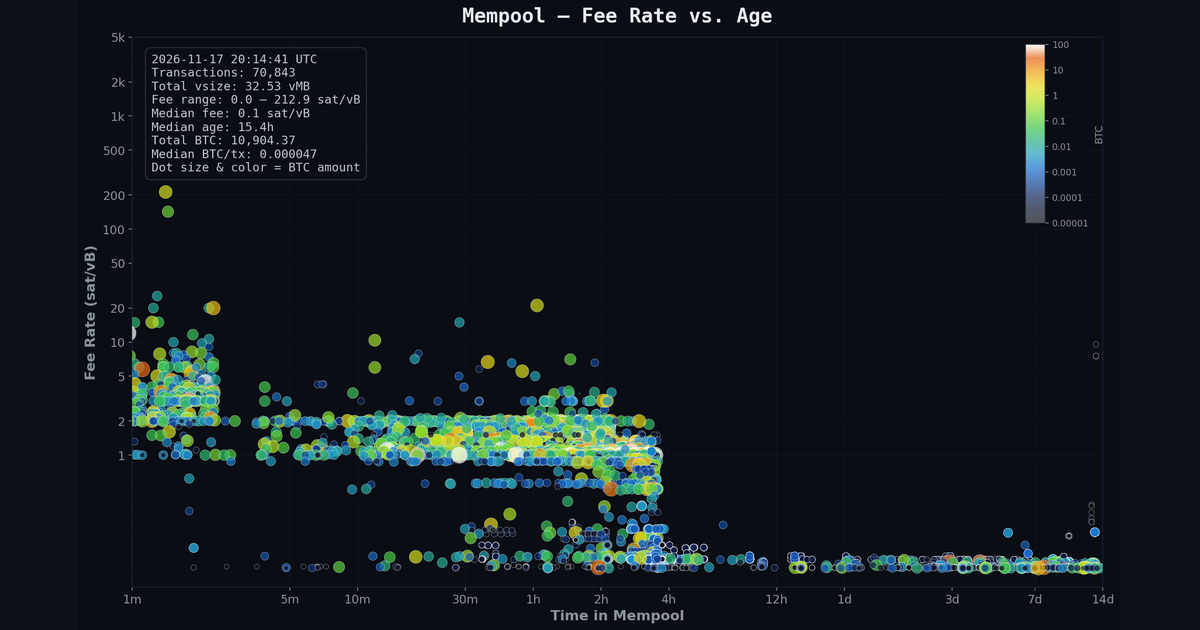 Mempool — Fee Rate vs. Age
2026-11-17 20:14:41 UTC
Transactions: 70,843
Total vsize: 32.53 vMB
Fee range: 0.0 — 212.9 sat/vB
Median fee: 0.1 sat/vB
Median age: 15.4h
Total BTC: 10,904.37
Median BTC/tx: 0.000047
Dot size & color = BTC amount
5k
2k
1k
500
200
100
50
20
10
5
2
1
Fee Rate (sat/vB)
100
10
1
0.1
0.01
0.001
0.0001
0.00001
BTC
1m 5m 10m 30m 1h 2h 4h 12h 1d 3d 7d 14d
Time in Mempool